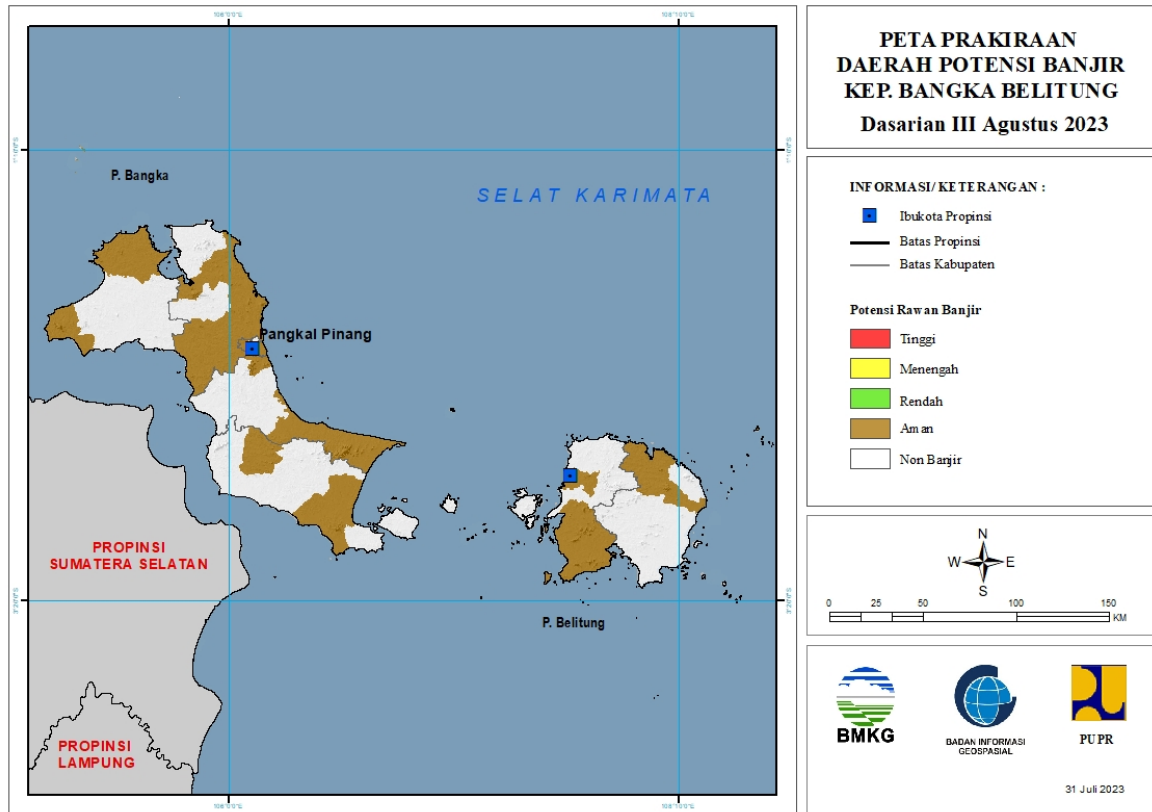 PETA PRAKIRAAN
DAERAH POTENSI BANJIR
KEP. BANGKA BELITUNG
Dasarian III Agustus 2023
P. Bangka
SELAT KARIMATA
Pangkal Pinang
P. Belitung
PROPINSI
SUMATERA SELATAN
PROPINSI
LAMPUNG
INFORMASI/ KETERANGAN :
Ibukota Propinsi
Batas Propinsi
Batas Kabupaten
Potensi Rawan Banjir
Tinggi
Menengah
Rendah
Aman
Non Banjir
N
W E
S
0 25 50 100 150
KM
BMKG
BADAN INFORMASI
GEOSPASIAL
PUPR
31 Juli 2023